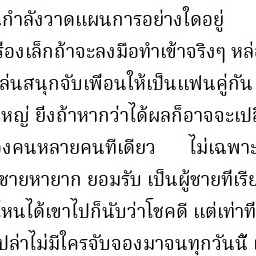 นกำลังวาดแผนการอย่างใดอยู่
รื่องเล็กถ้าจะลงมือทำเข้าจริงๆ หล่
ล่นสนุกจับเพื่อนให้เป็นแฟนคู่กัน
หญ่ ยิ่งถ้าหากว่าได้ผลก็อาจจะเปลี่
องคนหลายคนทีเดียว ไม่เฉพาะ
ชายหายาก ยอมรับ เป็นผู้ชายที่เรีย
ไหนได้เขาไปก็นับว่าโชคดี แต่เท่าที่
ปล่าไม่มีใครจับจองมาจนทุกวันนี้